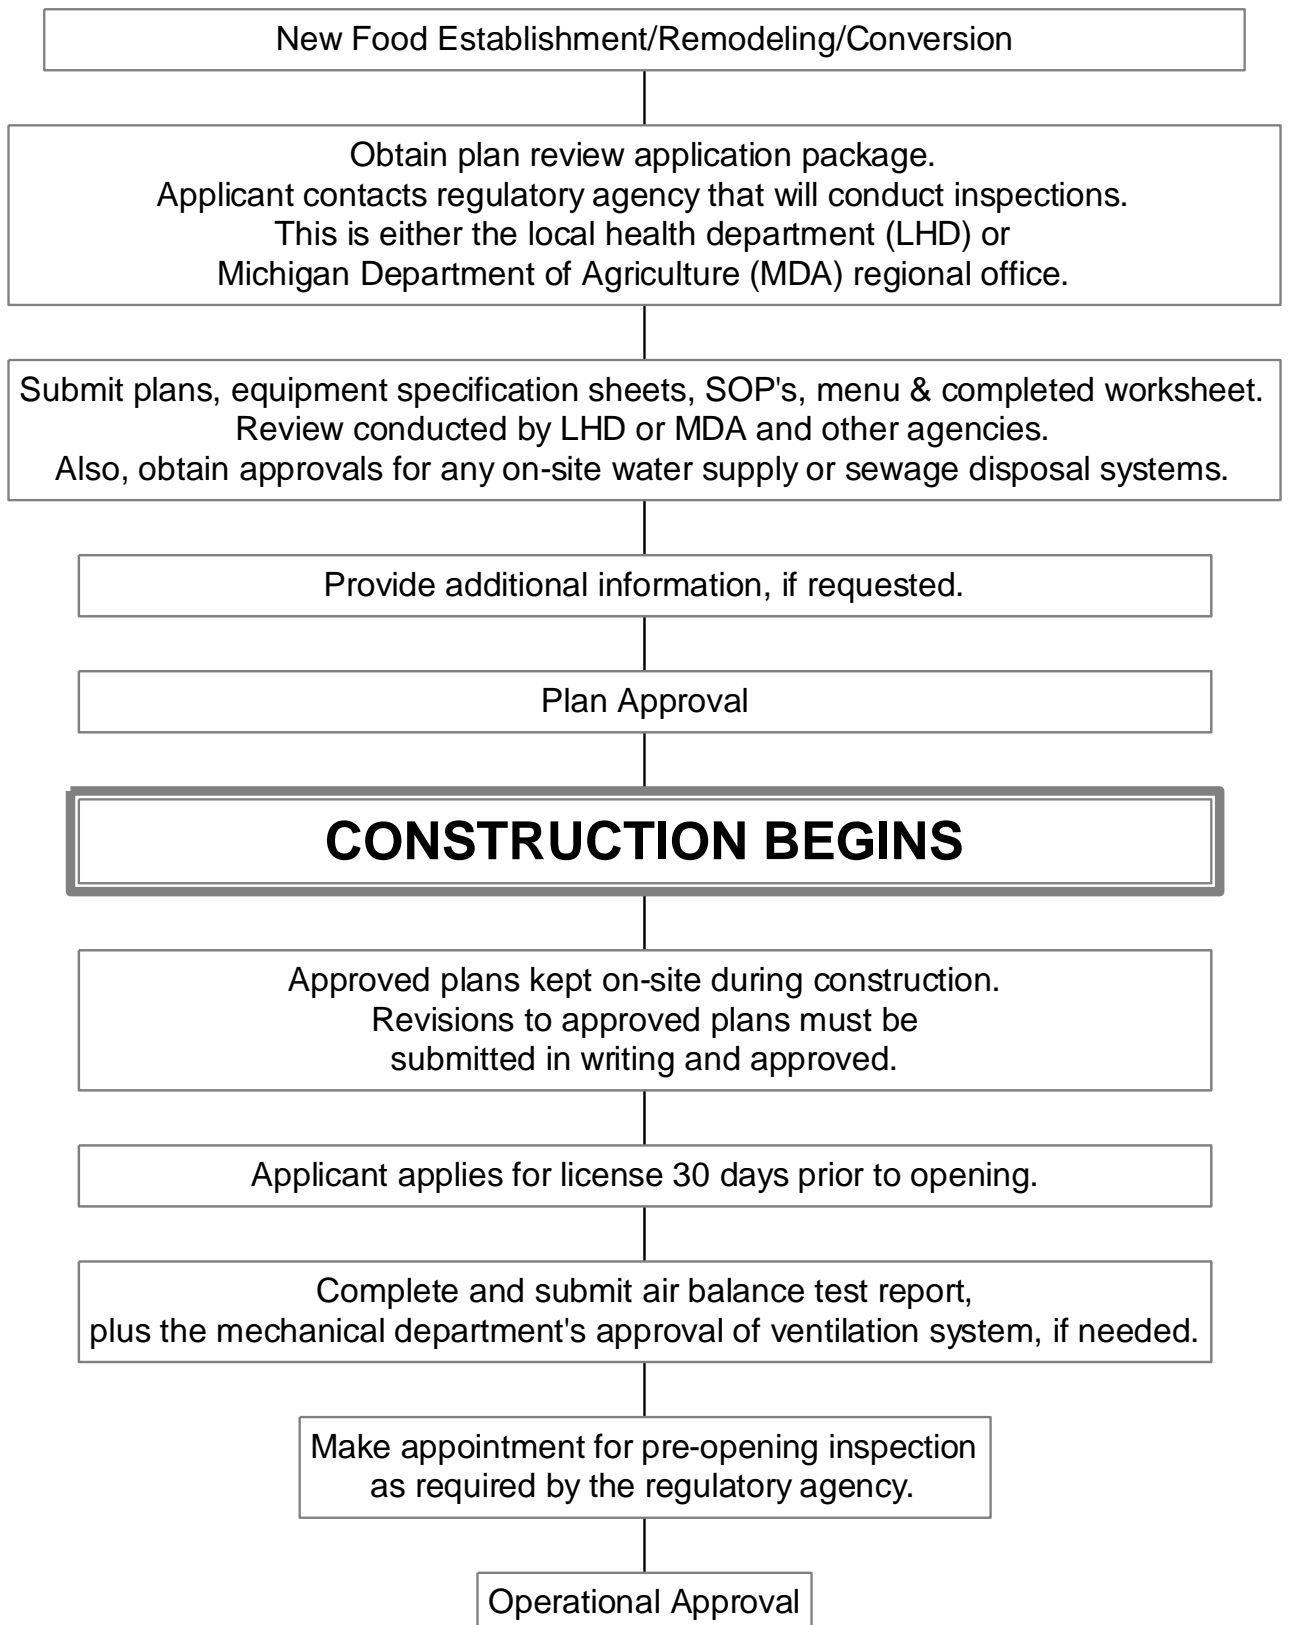 New Food Establishment/Remodeling/Conversion
Obtain plan review application package.
Applicant contacts regulatory agency that will conduct inspections.
This is either the local health department (LHD) or
Michigan Department of Agriculture (MDA) regional office.
Submit plans, equipment specification sheets, SOP's, menu & completed worksheet.
Review conducted by LHD or MDA and other agencies.
Also, obtain approvals for any on-site water supply or sewage disposal systems.
Provide additional information, if requested.
Plan Approval
CONSTRUCTION BEGINS
Approved plans kept on-site during construction.
Revisions to approved plans must be
submitted in writing and approved.
Applicant applies for license 30 days prior to opening.
Complete and submit air balance test report,
plus the mechanical department's approval of ventilation system, if needed.
Make appointment for pre-opening inspection
as required by the regulatory agency.
Operational Approval